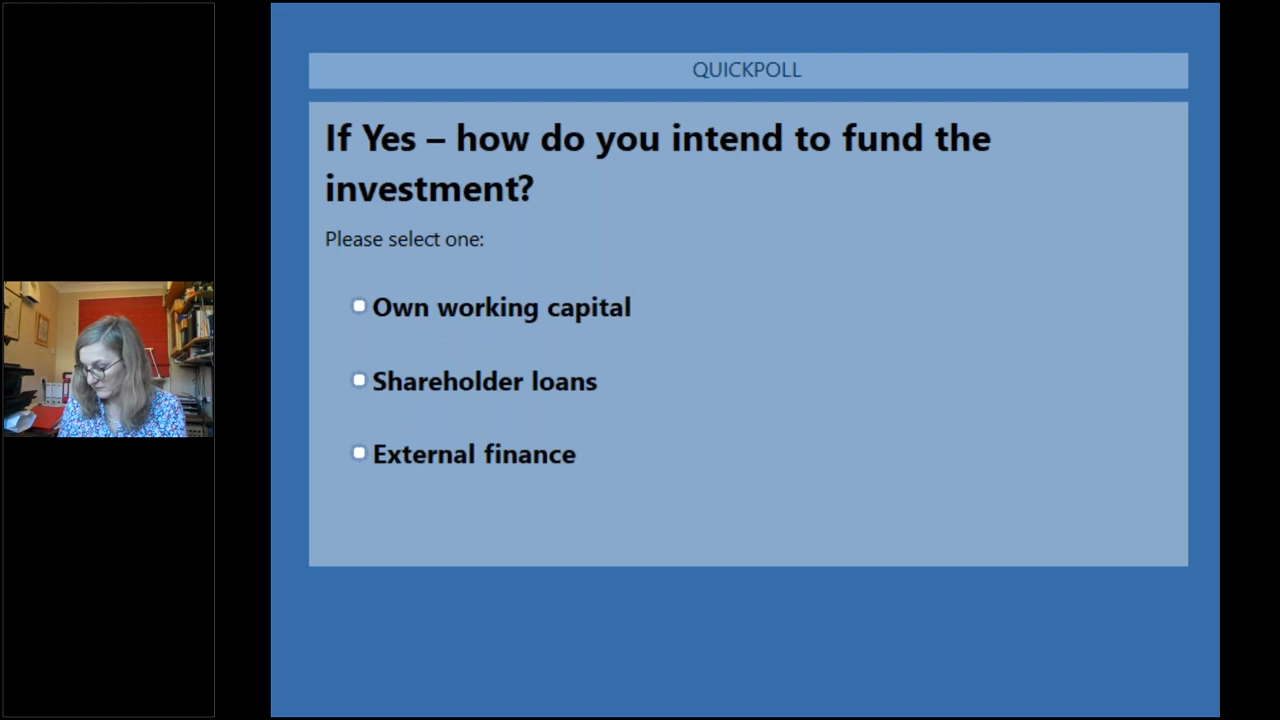 QUICKPOLL
If Yes – how do you intend to fund the
investment?
Please select one:
Own working capital
Shareholder loans
External finance